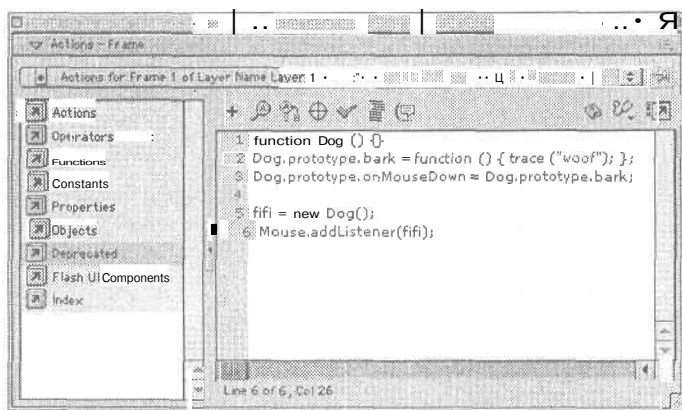 Я
Actions - Frame
Actions for Frame 1 of Layer Name Layer 1
Actions
Operators :
Functions
Constants
Properties
Objects
Deprecated
Flash UI Components
Index
1 function Dog () {}
2 Dog.prototype.bark = function () { trace ("woof"); };
3 Dog.prototype.onMouseDown = Dog.prototype.bark;
4
5 fifi = new Dog();
6 Mouse.addListener(fifi);
Line 6 of 6, Col 26